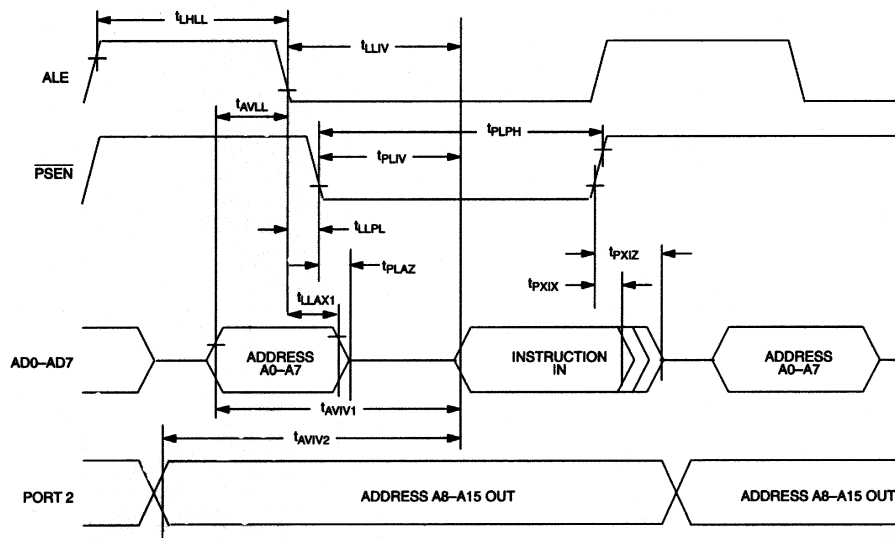 tLHLL
tLLIV
ALE
tAVLL
tPLPH
PSEN
tPLIV
tLLPL
tPLAZ
tPXIZ
tLLAX1
tPXIX
AD0–AD7
ADDRESS
A0–A7
INSTRUCTION
IN
ADDRESS
A0–A7
tAVIV1
tAVIV2
PORT 2
ADDRESS A8–A15 OUT
ADDRESS A8–A15 OUT